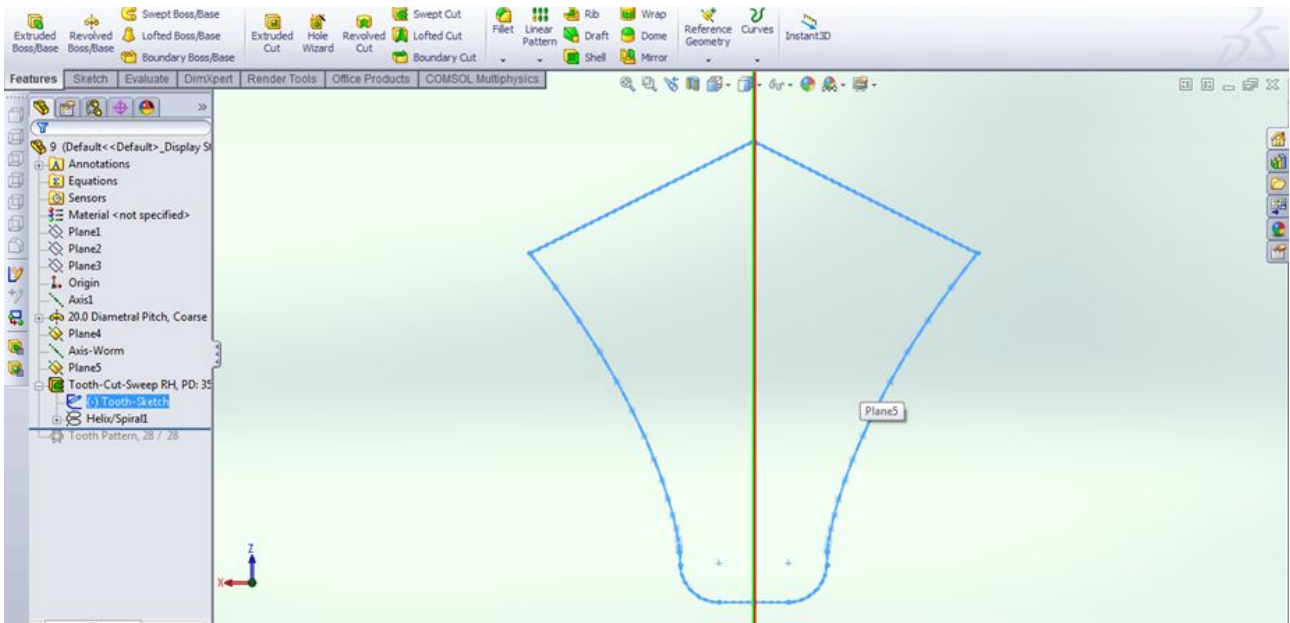 Extruded Boss/Base
Revolved Boss/Base
Swept Boss/Base
Lofted Boss/Base
Boundary Boss/Base
Extruded Cut
Hole Wizard
Revolved Cut
Swept Cut
Lofted Cut
Boundary Cut
Fillet
Linear Pattern
Rib
Draft
Shell
Wrap
Dome
Mirror
Reference Geometry
Curves
Instant3D
Features
Sketch
Evaluate
DimXpert
Render Tools
Office Products
COMSOL Multiphysics
9 (Default<<Default>_Display St
Annotations
Equations
Sensors
Material <not specified>
Plane1
Plane2
Plane3
Origin
Axis1
20.0 Diametral Pitch, Coarse
Plane4
Axis-Worm
Plane5
Tooth-Cut-Sweep RH, PD: 35
(-) Tooth-Sketch
Helix/Spiral1
Tooth Pattern, 28 / 28
Plane5
Z
X